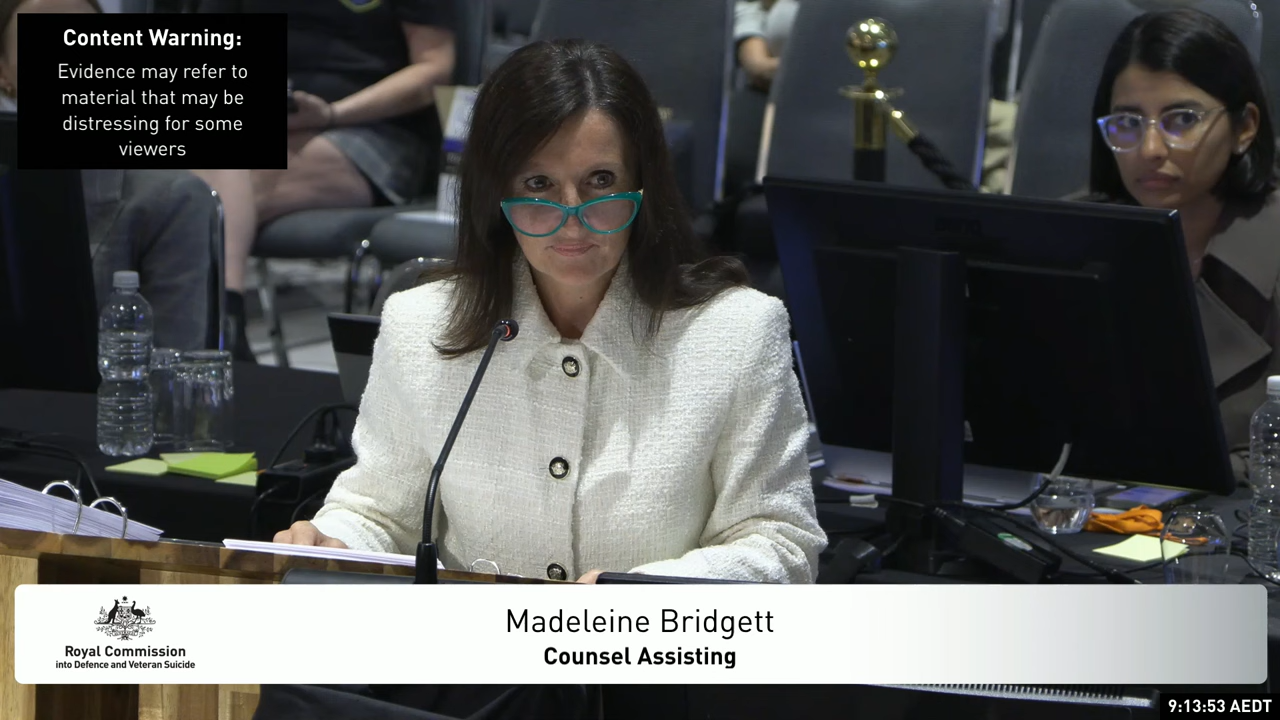 Content Warning:
Evidence may refer to
material that may be
distressing for some
viewers
Madeleine Bridgett
Counsel Assisting
Royal Commission
into Defence and Veteran Suicide
9:13:53 AEDT